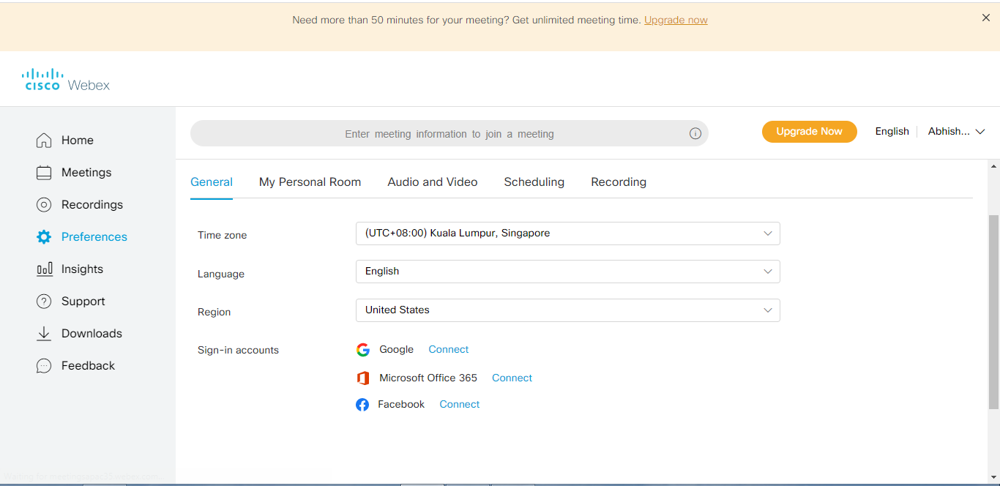 Need more than 50 minutes for your meeting? Get unlimited meeting time. Upgrade now
cisco Webex
Enter meeting information to join a meeting
Upgrade Now
English
Abhish...
Home
Meetings
Recordings
Preferences
Insights
Support
Downloads
Feedback
General
My Personal Room
Audio and Video
Scheduling
Recording
Time zone
(UTC+08:00) Kuala Lumpur, Singapore
Language
English
Region
United States
Sign-in accounts
Google Connect
Microsoft Office 365 Connect
Facebook Connect